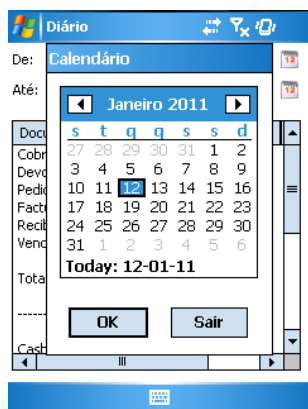 Diário
De:
Calendário
Até:
Janeiro 2011
s t q q s s d
27 28 29 30 31 1 2
3 4 5 6 7 8 9
10 11 12 13 14 15 16
17 18 19 20 21 22 23
24 25 26 27 28 29 30
31 1 2 3 4 5 6
Today: 12-01-11
OK Sair
Docu
Cobr
Devo
Pedid
Factu
Recib
Venc
Tota
------
Cash